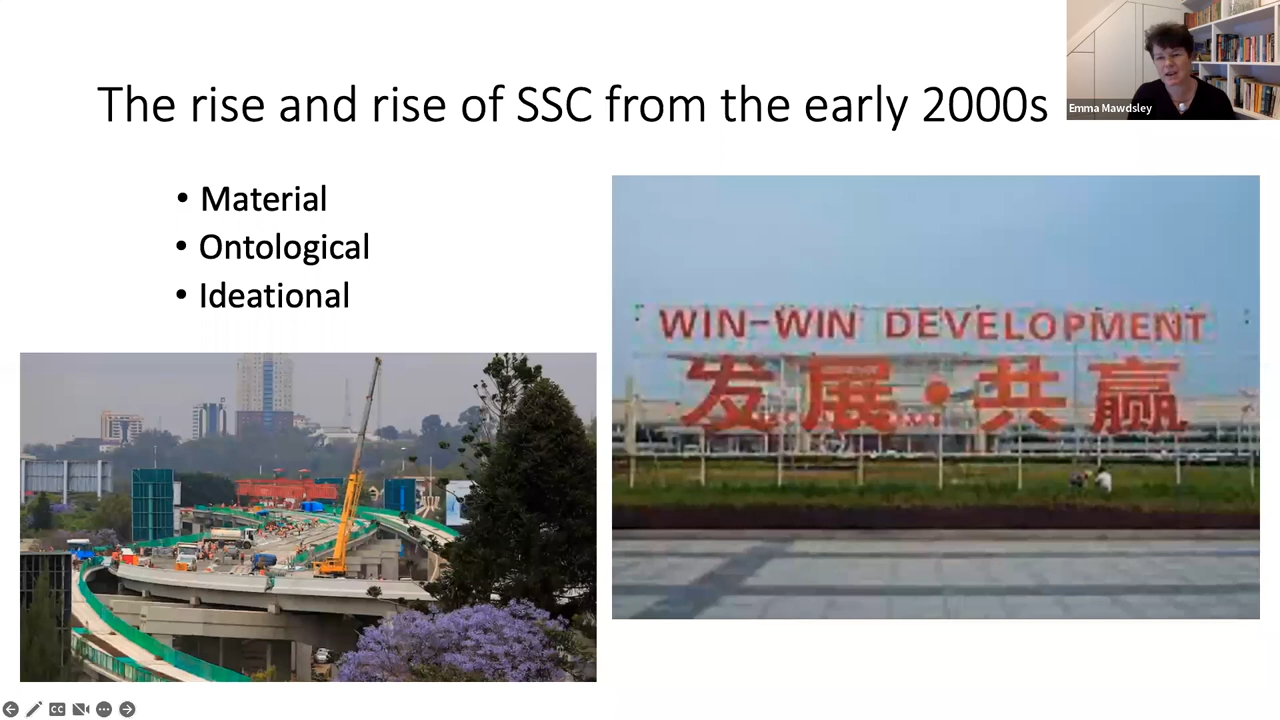 The rise and rise of SSC from the early 2000s
Emma Mawdsley
• Material
• Ontological
• Ideational
WIN-WIN DEVELOPMENT
发展·共赢
CC